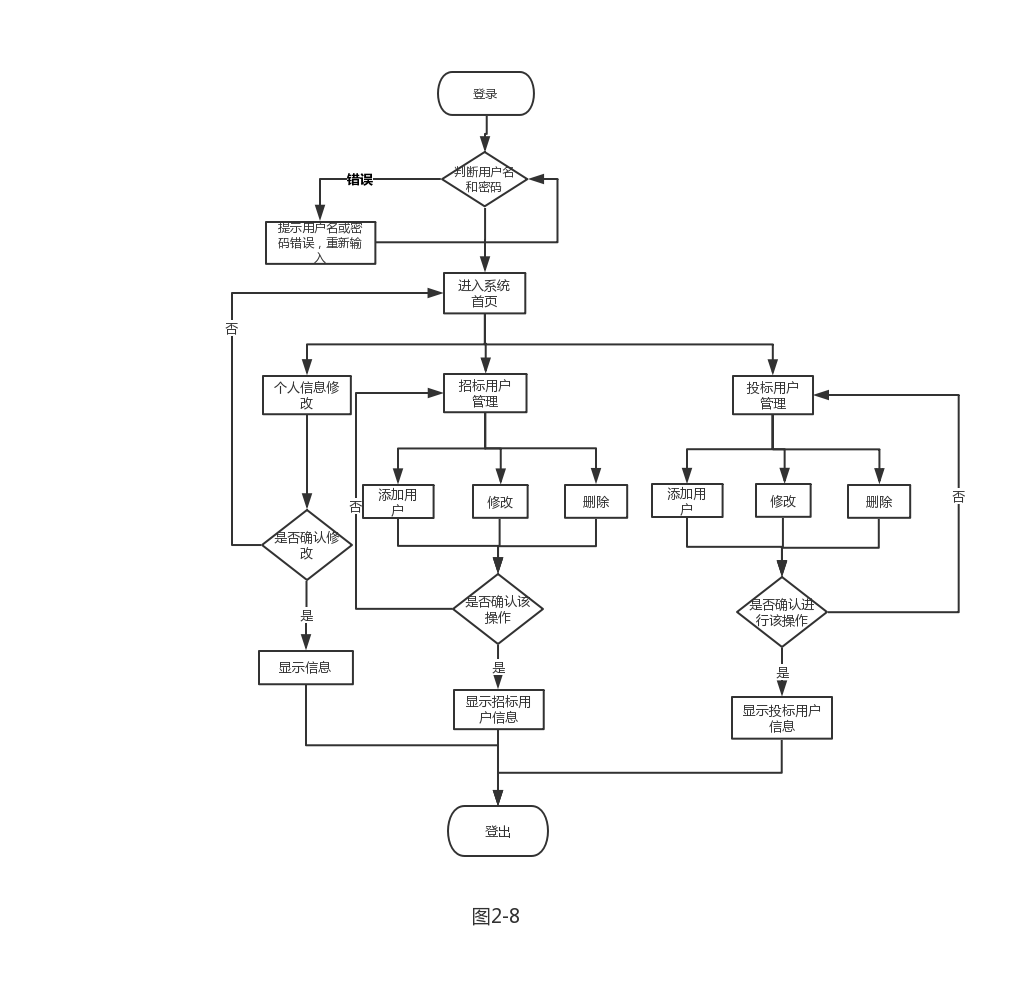 登录
判断用户名
和密码
错误
提示用户名或密
码错误，重新输
入
进入系统
首页
否
个人信息修
改
招标用户
管理
投标用户
管理
否
添加用
户
修改
删除
添加用
户
修改
删除
否
是否确认修
改
是否确认该
操作
是否确认进
行该操作
是
是
是
显示信息
显示招标用
户信息
显示投标用户
信息
登出
图2-8